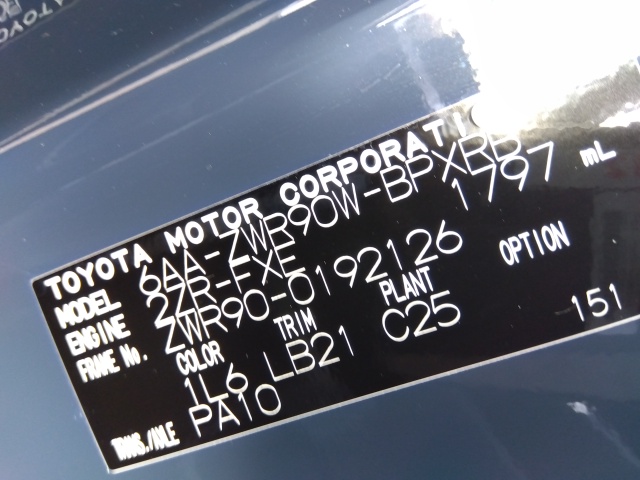 TOYOTA MOTOR CORPORATI
MODEL 6AA-ZWR90W-BPXRB
ENGINE 2ZR-FXE 1797 mL
FRAME No. ZWR90-0192126
COLOR TRIM PLANT OPTION
1L6 LB21 C25 151
TRANS./AXLE PA10